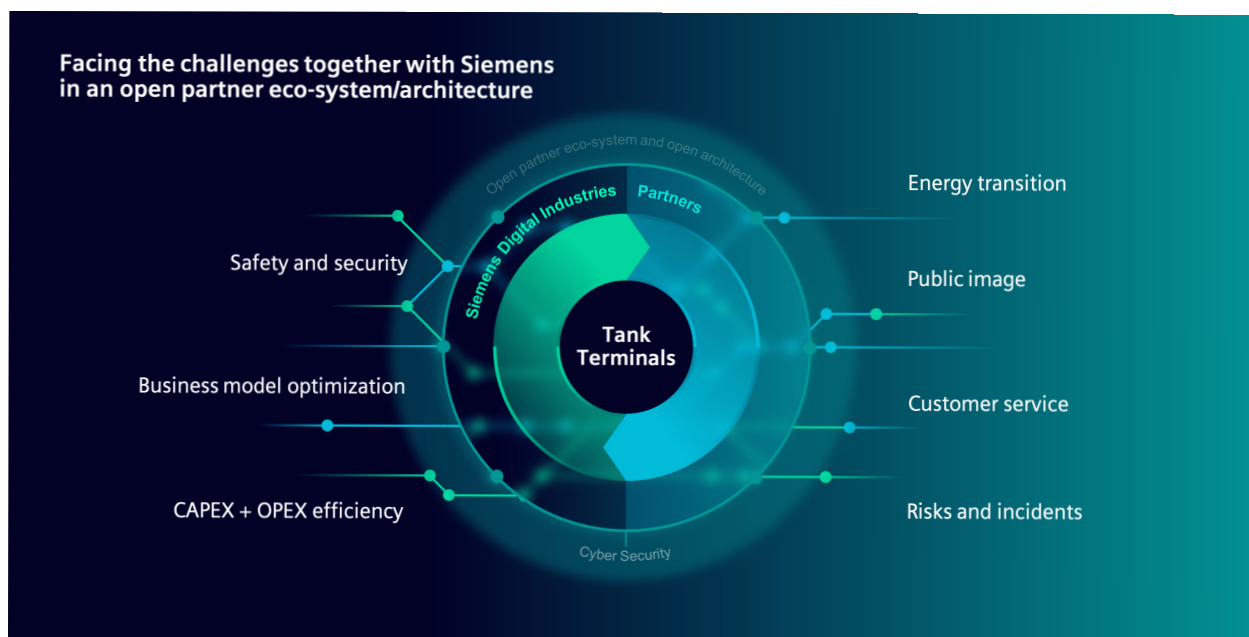 Facing the challenges together with Siemens
in an open partner eco-system/architecture
Open partner eco-system and open architecture
Siemens Digital Industries
Partners
Energy transition
Safety and security
Public image
Tank
Terminals
Business model optimization
Customer service
CAPEX + OPEX efficiency
Risks and incidents
Cyber Security